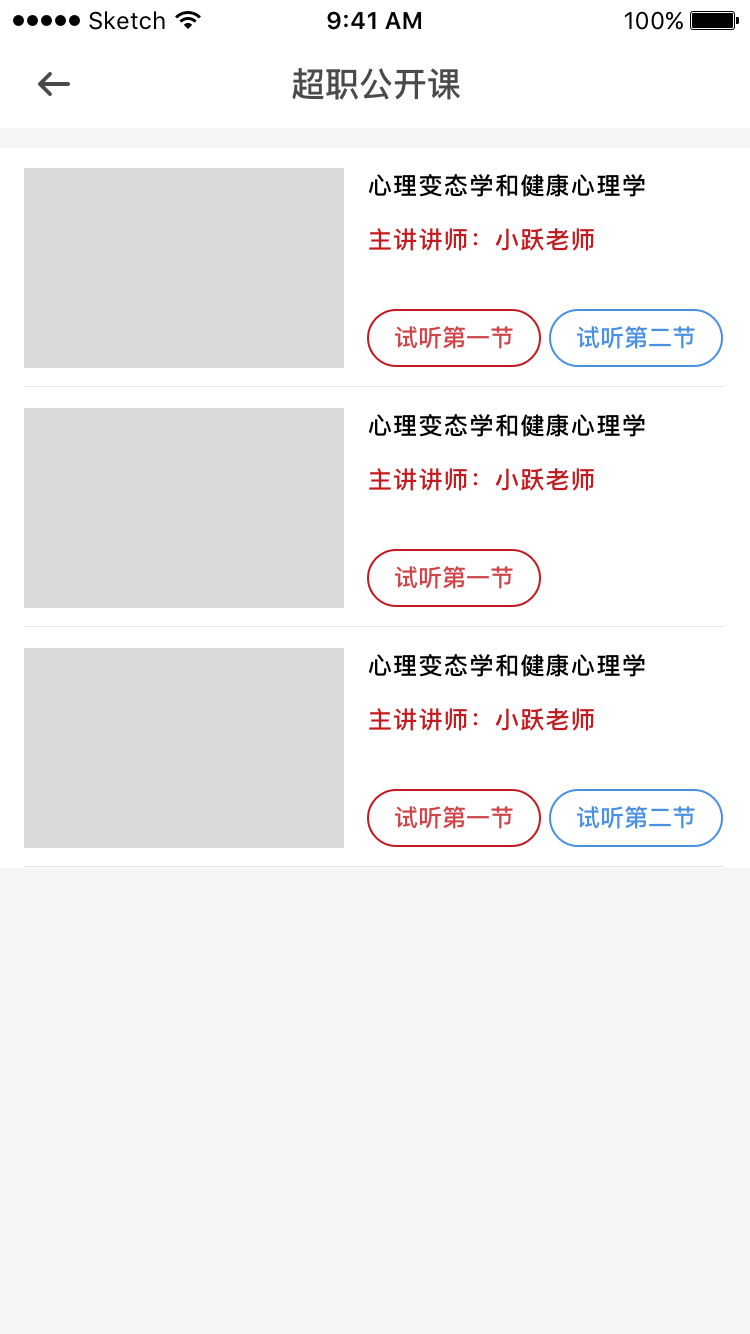 Sketch 9:41 AM 100%
超职公开课
心理变态学和健康心理学
主讲讲师：小跃老师
试听第一节 试听第二节
心理变态学和健康心理学
主讲讲师：小跃老师
试听第一节
心理变态学和健康心理学
主讲讲师：小跃老师
试听第一节 试听第二节